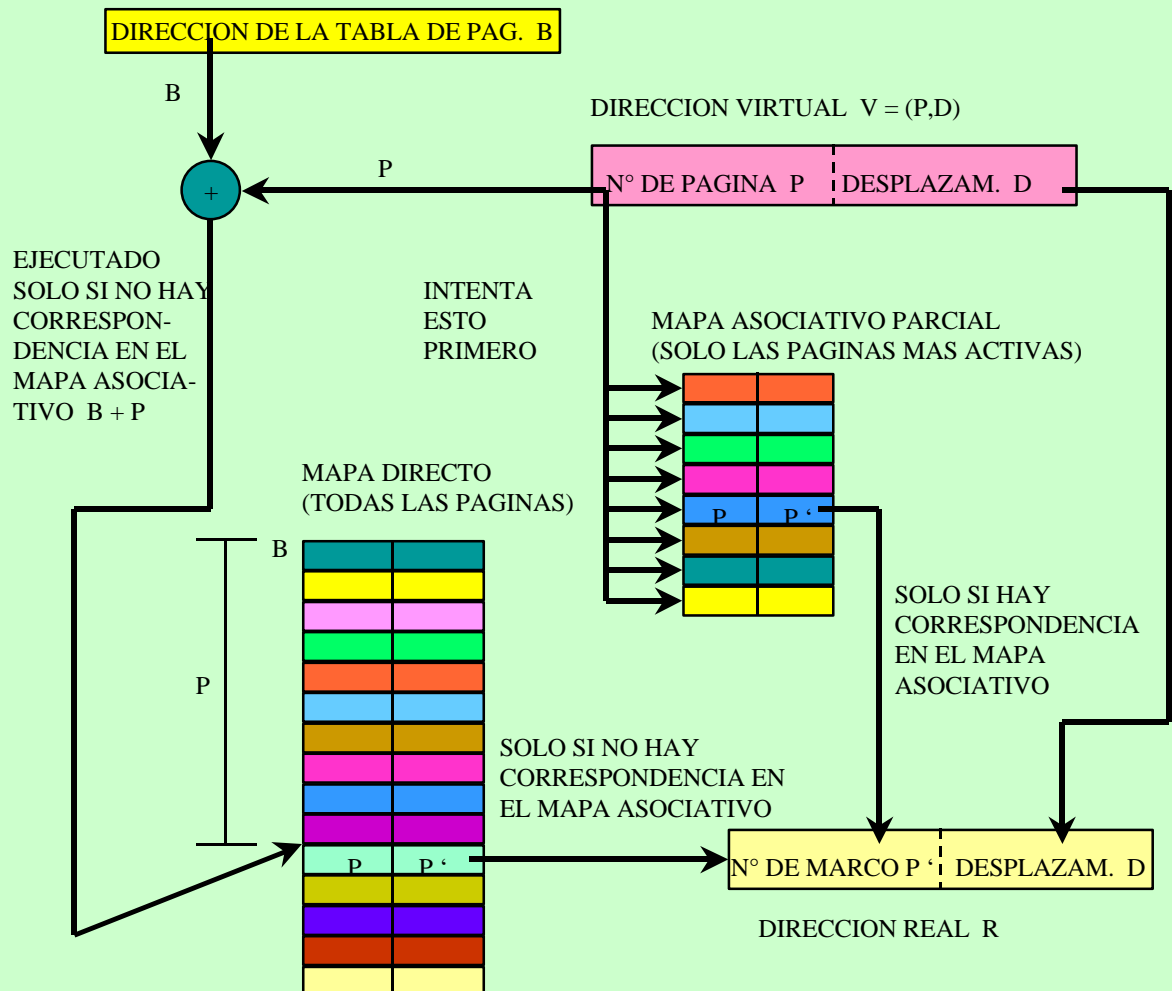 DIRECCION DE LA TABLA DE PAG. B
B
DIRECCION VIRTUAL V = (P,D)
P
N° DE PAGINA P
DESPLAZAM. D
+
EJECUTADO
SOLO SI NO HAY
CORRESPON-
DENCIA EN EL
MAPA ASOCIA-
TIVO B + P
INTENTA
ESTO
PRIMERO
MAPA ASOCIATIVO PARCIAL
(SOLO LAS PAGINAS MAS ACTIVAS)
P
P ‘
MAPA DIRECTO
(TODAS LAS PAGINAS)
B
P
SOLO SI HAY
CORRESPONDENCIA
EN EL MAPA
ASOCIATIVO
SOLO SI NO HAY
CORRESPONDENCIA EN
EL MAPA ASOCIATIVO
P
P ‘
N° DE MARCO P ‘
DESPLAZAM. D
DIRECCION REAL R